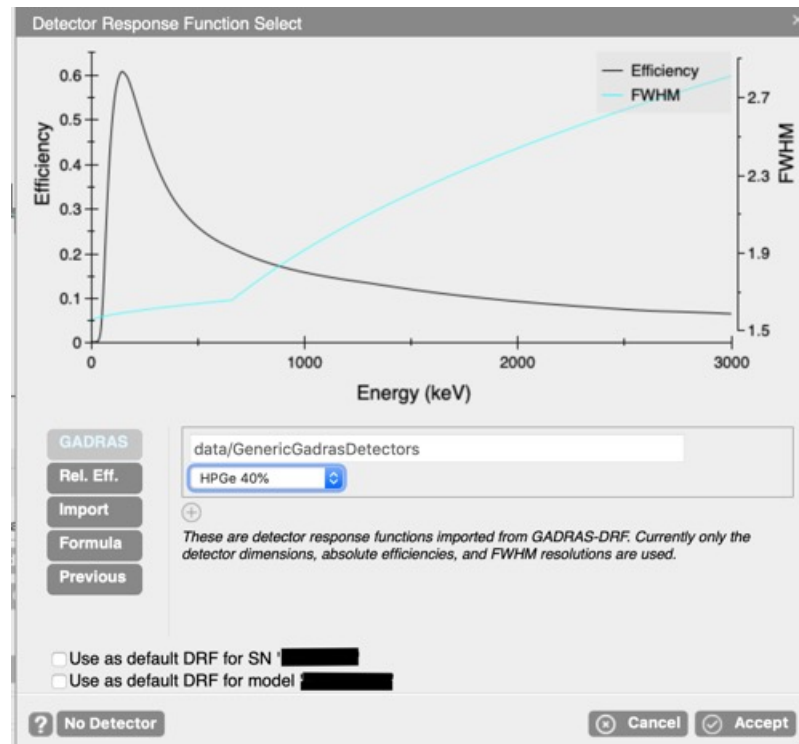 Detector Response Function Select
Efficiency
FWHM
0.6
0.5
0.4
0.3
0.2
0.1
0
Efficiency
2.7
2.3
1.9
1.5
FWHM
0
1000
2000
3000
Energy (keV)
GADRAS
Rel. Eff.
Import
Formula
Previous
data/GenericGadrasDetectors
HPGe 40%
These are detector response functions imported from GADRAS-DRF. Currently only the
detector dimensions, absolute efficiencies, and FWHM resolutions are used.
Use as default DRF for SN '
Use as default DRF for model '
? No Detector
Cancel
Accept